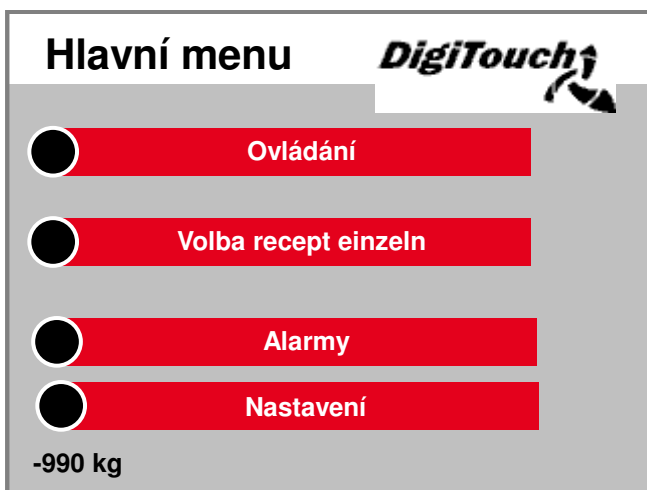 Hlavní menu
DigiTouch
Ovládání
Volba recept einzeln
Alarmy
Nastavení
-990 kg